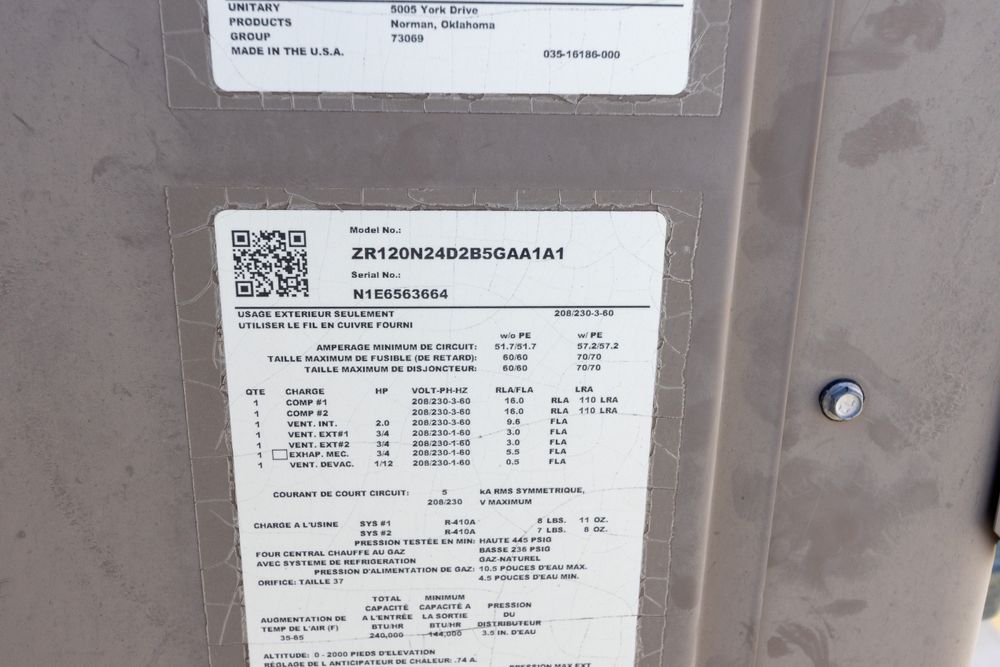 UNITARY 5005 York Drive
PRODUCTS Norman, Oklahoma
GROUP 73069
MADE IN THE U.S.A. 035-16186-000
Model No.:
ZR120N24D2B5GAA1A1
Serial No.:
N1E6563664
USAGE EXTERIEUR SEULEMENT 208/230-3-60
UTILISER LE FIL EN CUIVRE FOURNI
w/o PE w/ PE
AMPERAGE MINIMUM DE CIRCUIT: 51.7/51.7 57.2/57.2
TAILLE MAXIMUM DE FUSIBLE (DE RETARD): 60/60 70/70
TAILLE MAXIMUM DE DISJONCTEUR: 60/60 70/70
QTE CHARGE HP VOLT-PH-HZ RLA/FLA LRA
1 COMP #1 208/230-3-60 16.0 RLA 110 LRA
1 COMP #2 208/230-3-60 16.0 RLA 110 LRA
1 VENT. INT. 2.0 208/230-3-60 9.6 FLA
1 VENT. EXT#1 3/4 208/230-1-60 3.0 FLA
1 VENT. EXT#2 3/4 208/230-1-60 3.0 FLA
1 EXHAP. MEC. 3/4 208/230-1-60 5.5 FLA
1 VENT. DEVAC. 1/12 208/230-1-60 0.5 FLA
COURANT DE COURT CIRCUIT: 5 kA RMS SYMMETRIQUE,
208/230 V MAXIMUM
CHARGE A L'USINE SYS #1 R-410A 8 LBS. 11 OZ.
SYS #2 R-410A 7 LBS. 8 OZ.
PRESSION TESTÉE EN MIN: HAUTE 445 PSIG
FOUR CENTRAL CHAUFFE AU GAZ BASSE 236 PSIG
AVEC SYSTEME DE REFRIGERATION GAZ-NATUREL
PRESSION D'ALIMENTATION DE GAZ: 10.5 POUCES D'EAU MAX.
ORIFICE: TAILLE 37 4.5 POUCES D'EAU MIN.
TOTAL MINIMUM
CAPACITÉ CAPACITÉ A PRESSION
AUGMENTATION DE A L'ENTRÉE LA SORTIE DU
TEMP DE L'AIR (F) BTU/HR BTU/HR DISTRIBUTEUR
35-65 240,000 144,000 3.5 IN. D'EAU
ALTITUDE: 0 - 2000 PIEDS D'ELEVATION
RÉGLAGE DE L'ANTICIPATEUR DE CHALEUR: .74 A. PRESSION MAX EXT